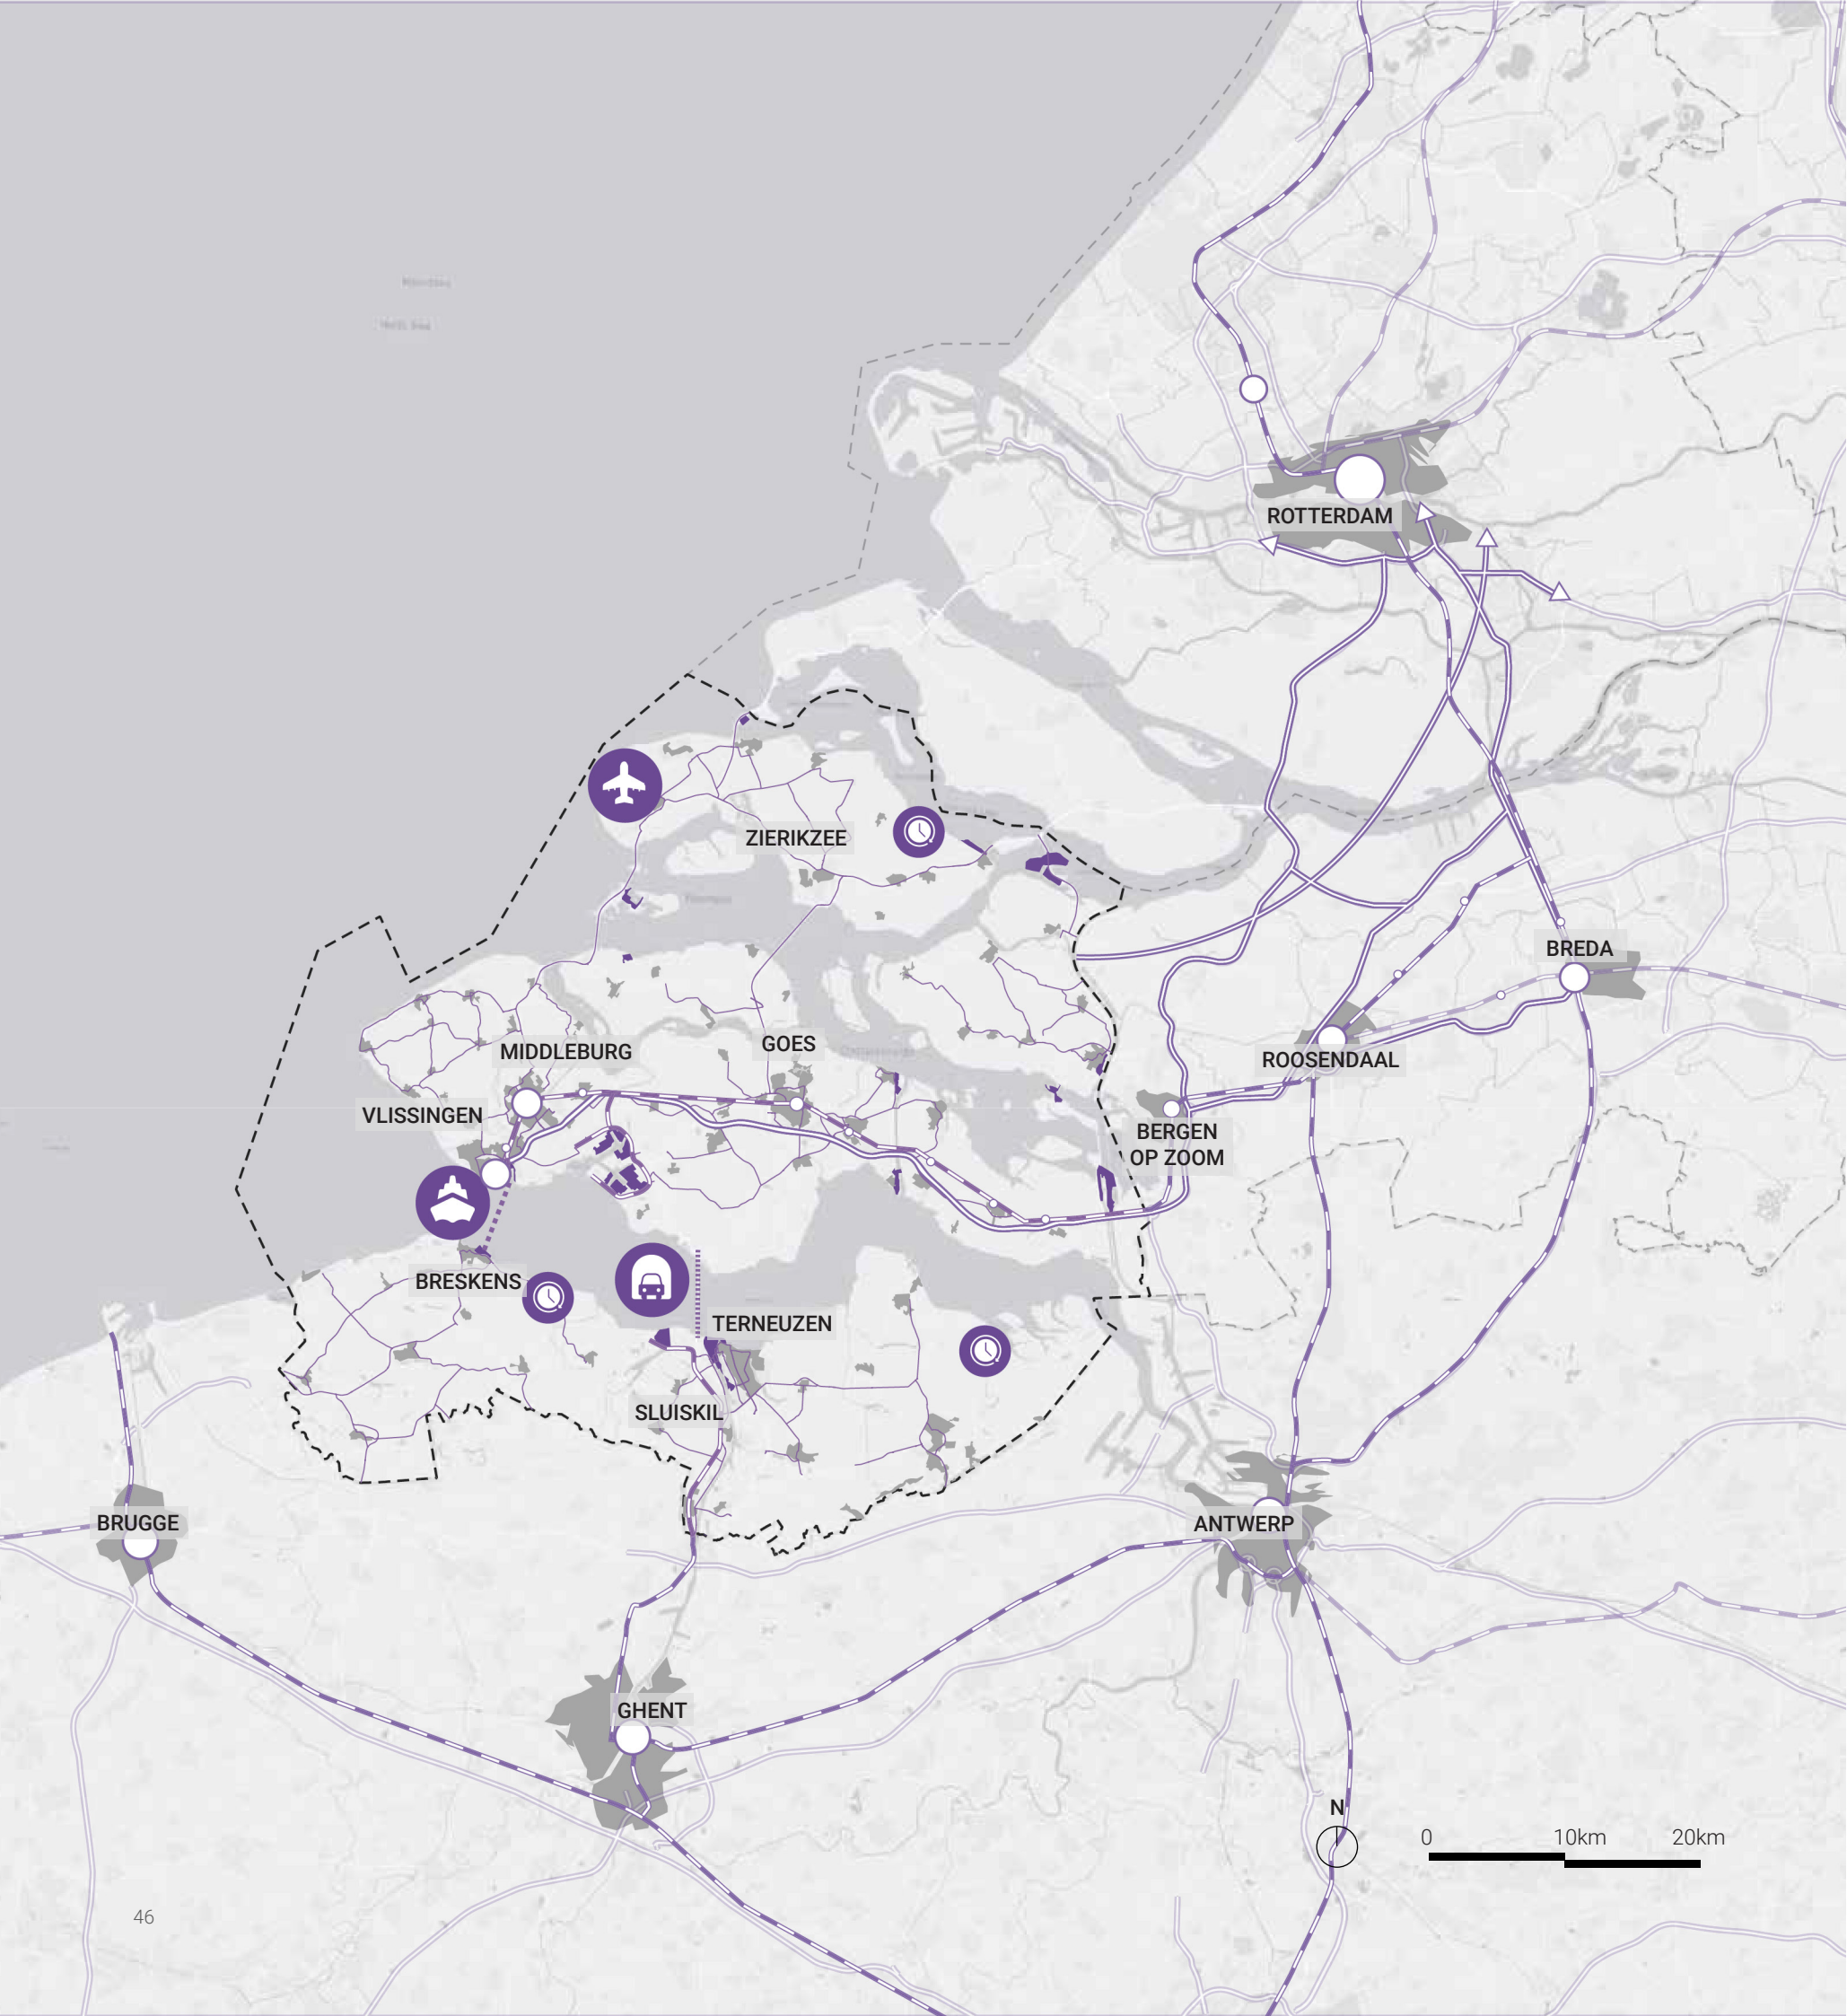 ROTTERDAM
ZIERIKZEE
BREDA
MIDDLEBURG
GOES
ROOSENDAAL
VLISSINGEN
BERGEN
OP ZOOM
BRESKENS
TERNEUZEN
SLUISKIL
BRUGGE
ANTWERP
GHENT
N
0 10km 20km
46